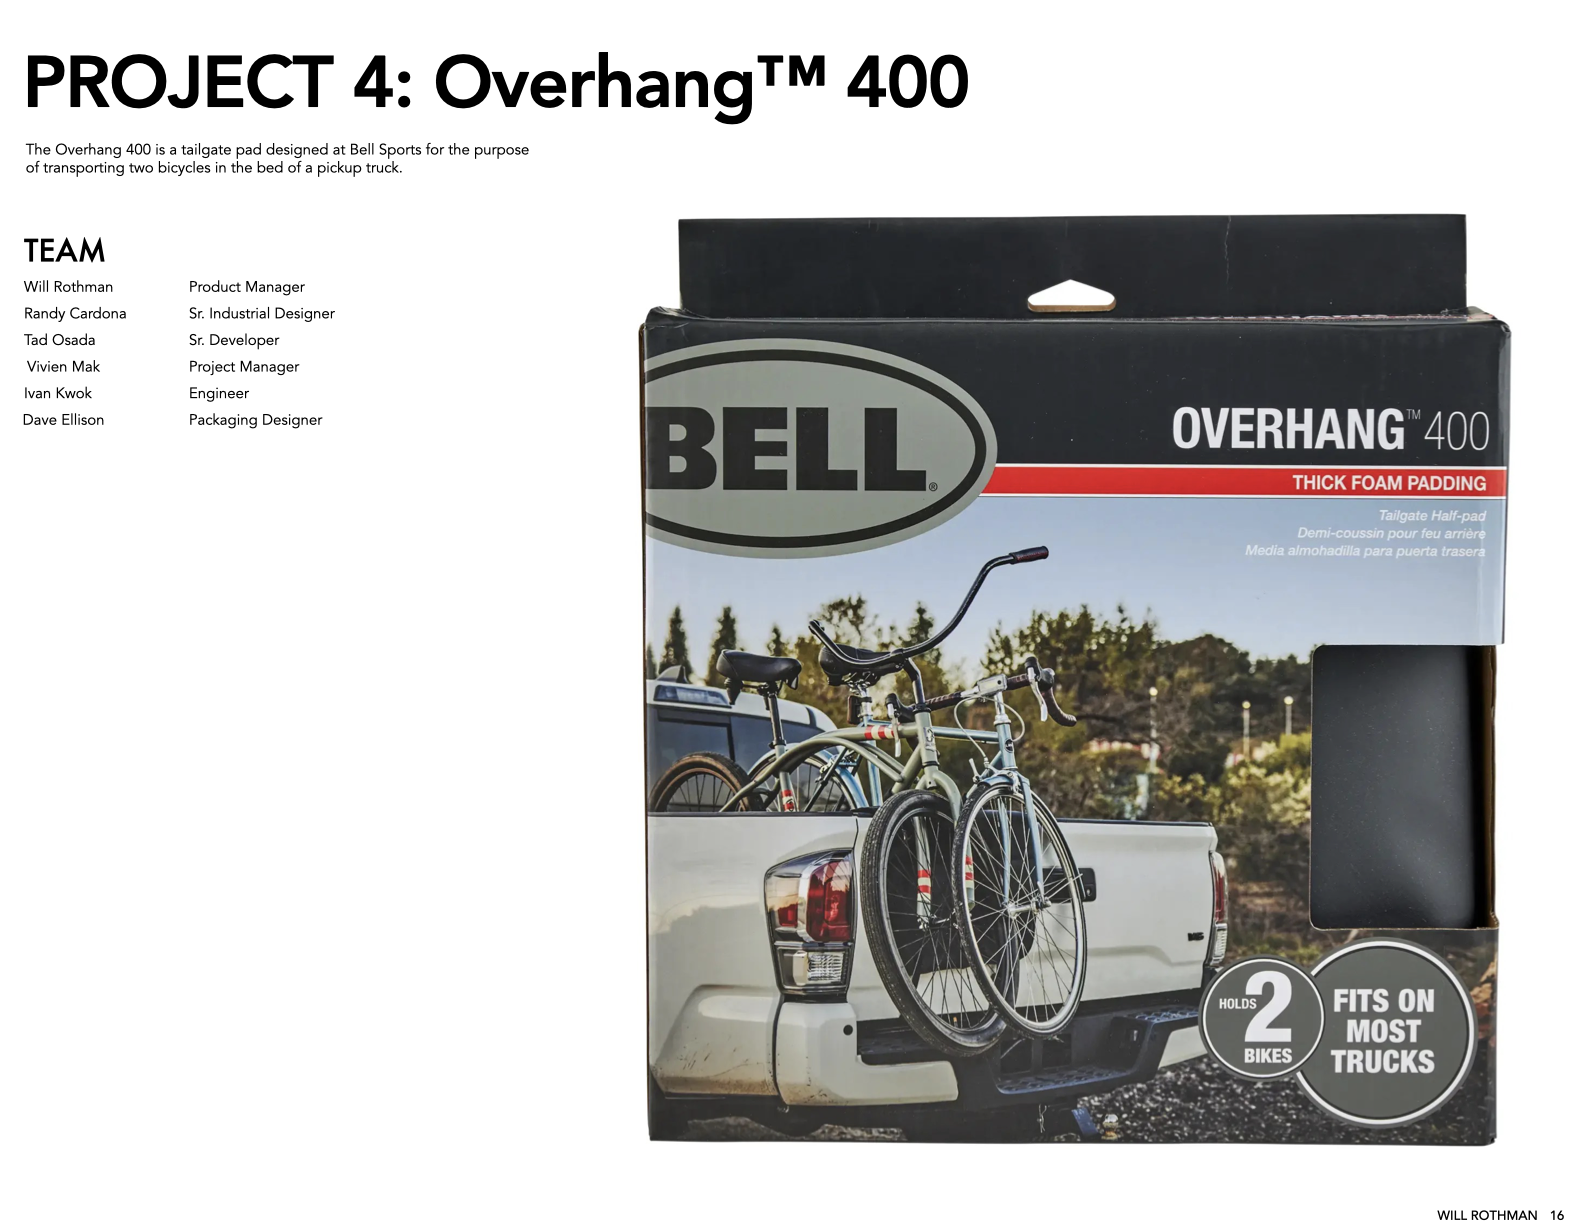 PROJECT 4: Overhang™ 400
The Overhang 400 is a tailgate pad designed at Bell Sports for the purpose
of transporting two bicycles in the bed of a pickup truck.
TEAM
Will Rothman Product Manager
Randy Cardona Sr. Industrial Designer
Tad Osada Sr. Developer
Vivien Mak Project Manager
Ivan Kwok Engineer
Dave Ellison Packaging Designer
BELL®
OVERHANG™ 400
THICK FOAM PADDING
Tailgate Half-pad
Demi-coussin pour feu arrière
Media almohadilla para puerta trasera
HOLDS
2
BIKES
FITS ON
MOST
TRUCKS
WILL ROTHMAN 16